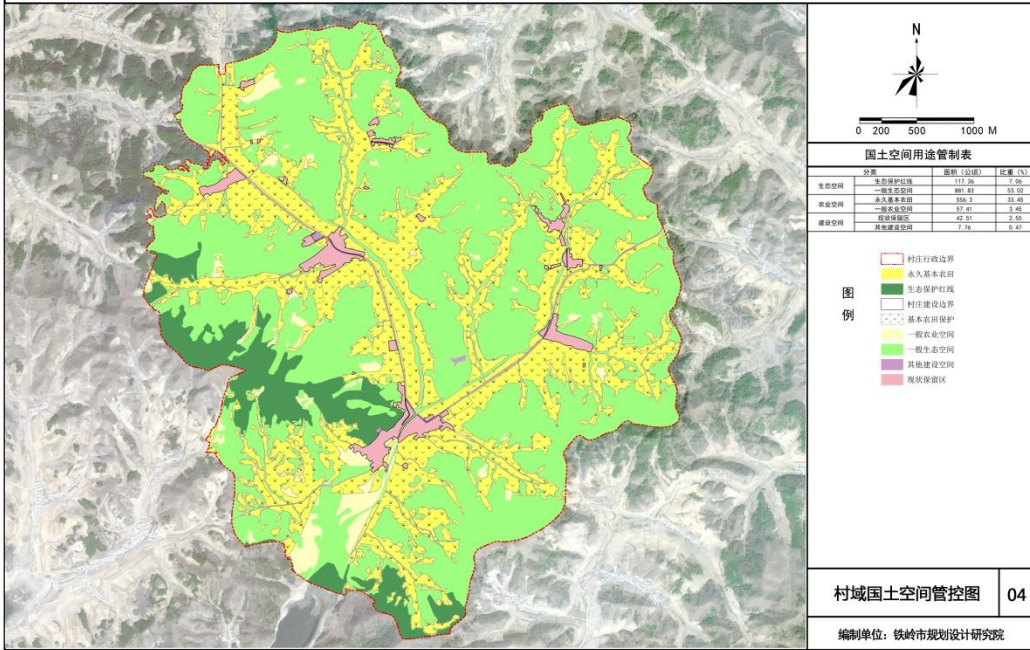 N
0 200 500 1000 M
国土空间用途管制表
分类 面积（公顷） 比重（%）
生态空间 生态保护红线 117.36 7.06
一般生态空间 881.83 53.02
农业空间 永久基本农田 556.3 33.45
一般农业空间 57.41 3.45
建设空间 现状保留区 42.51 2.55
其他建设空间 7.76 0.47
图例
村庄行政边界
永久基本农田
生态保护红线
村庄建设边界
基本农田保护
一般农业空间
一般生态空间
其他建设空间
现状保留区
村域国土空间管控图 04
编制单位：铁岭市规划设计研究院